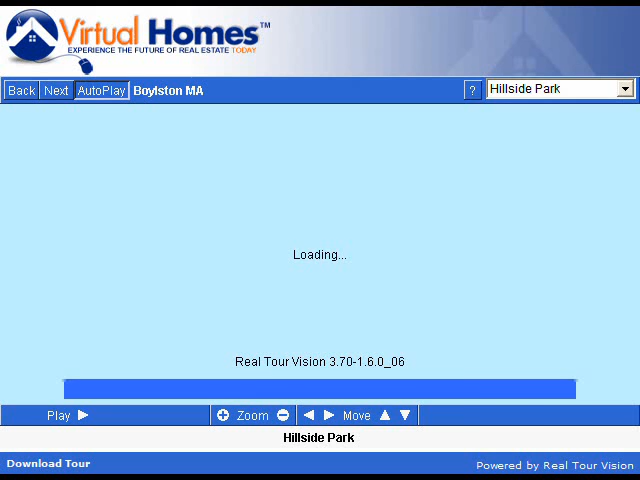 Virtual Homes™
EXPERIENCE THE FUTURE OF REAL ESTATE TODAY
Back Next AutoPlay Boylston MA ? Hillside Park
Loading...
Real Tour Vision 3.70-1.6.0_06
Play Zoom Move
Hillside Park
Download Tour Powered by Real Tour Vision